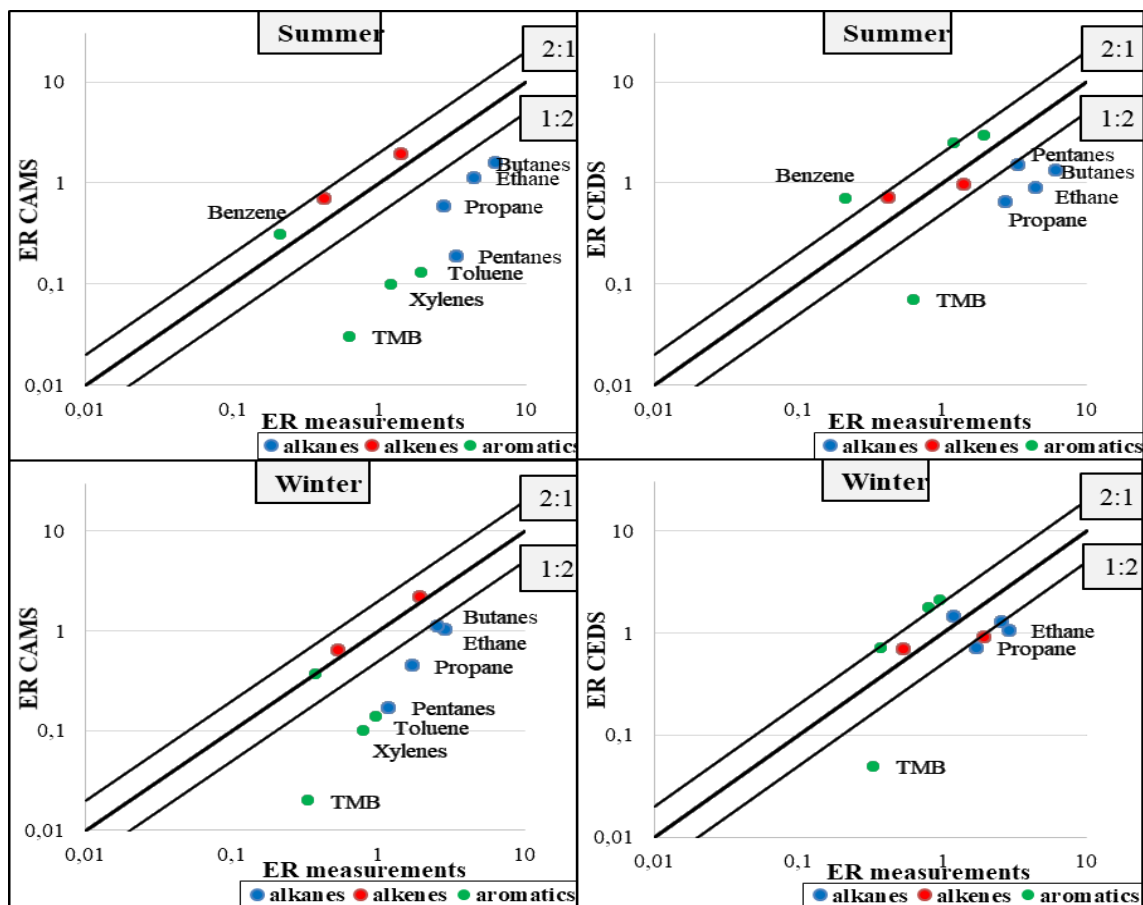 Summer
2:1
1:2
10
1
0,1
0,01
ER CAMS
Butanes
Ethane
Benzene
Propane
Pentanes
Toluene
Xylenes
TMB
0,01 0,1 1 10
ER measurements
alkanes alkenes aromatics
Summer
2:1
1:2
10
1
0,1
0,01
ER CEDS
Pentanes
Benzene
Butanes
Ethane
Propane
TMB
0,01 0,1 1 10
ER measurements
alkanes alkenes aromatics
Winter
2:1
1:2
10
1
0,1
0,01
ER CAMS
Butanes
Ethane
Propane
Pentanes
Toluene
Xylenes
TMB
0,01 0,1 1 10
ER measurements
alkanes alkenes aromatics
Winter
2:1
1:2
10
1
0,1
0,01
ER CEDS
Ethane
Propane
TMB
0,01 0,1 1 10
ER measurements
alkanes alkenes aromatics